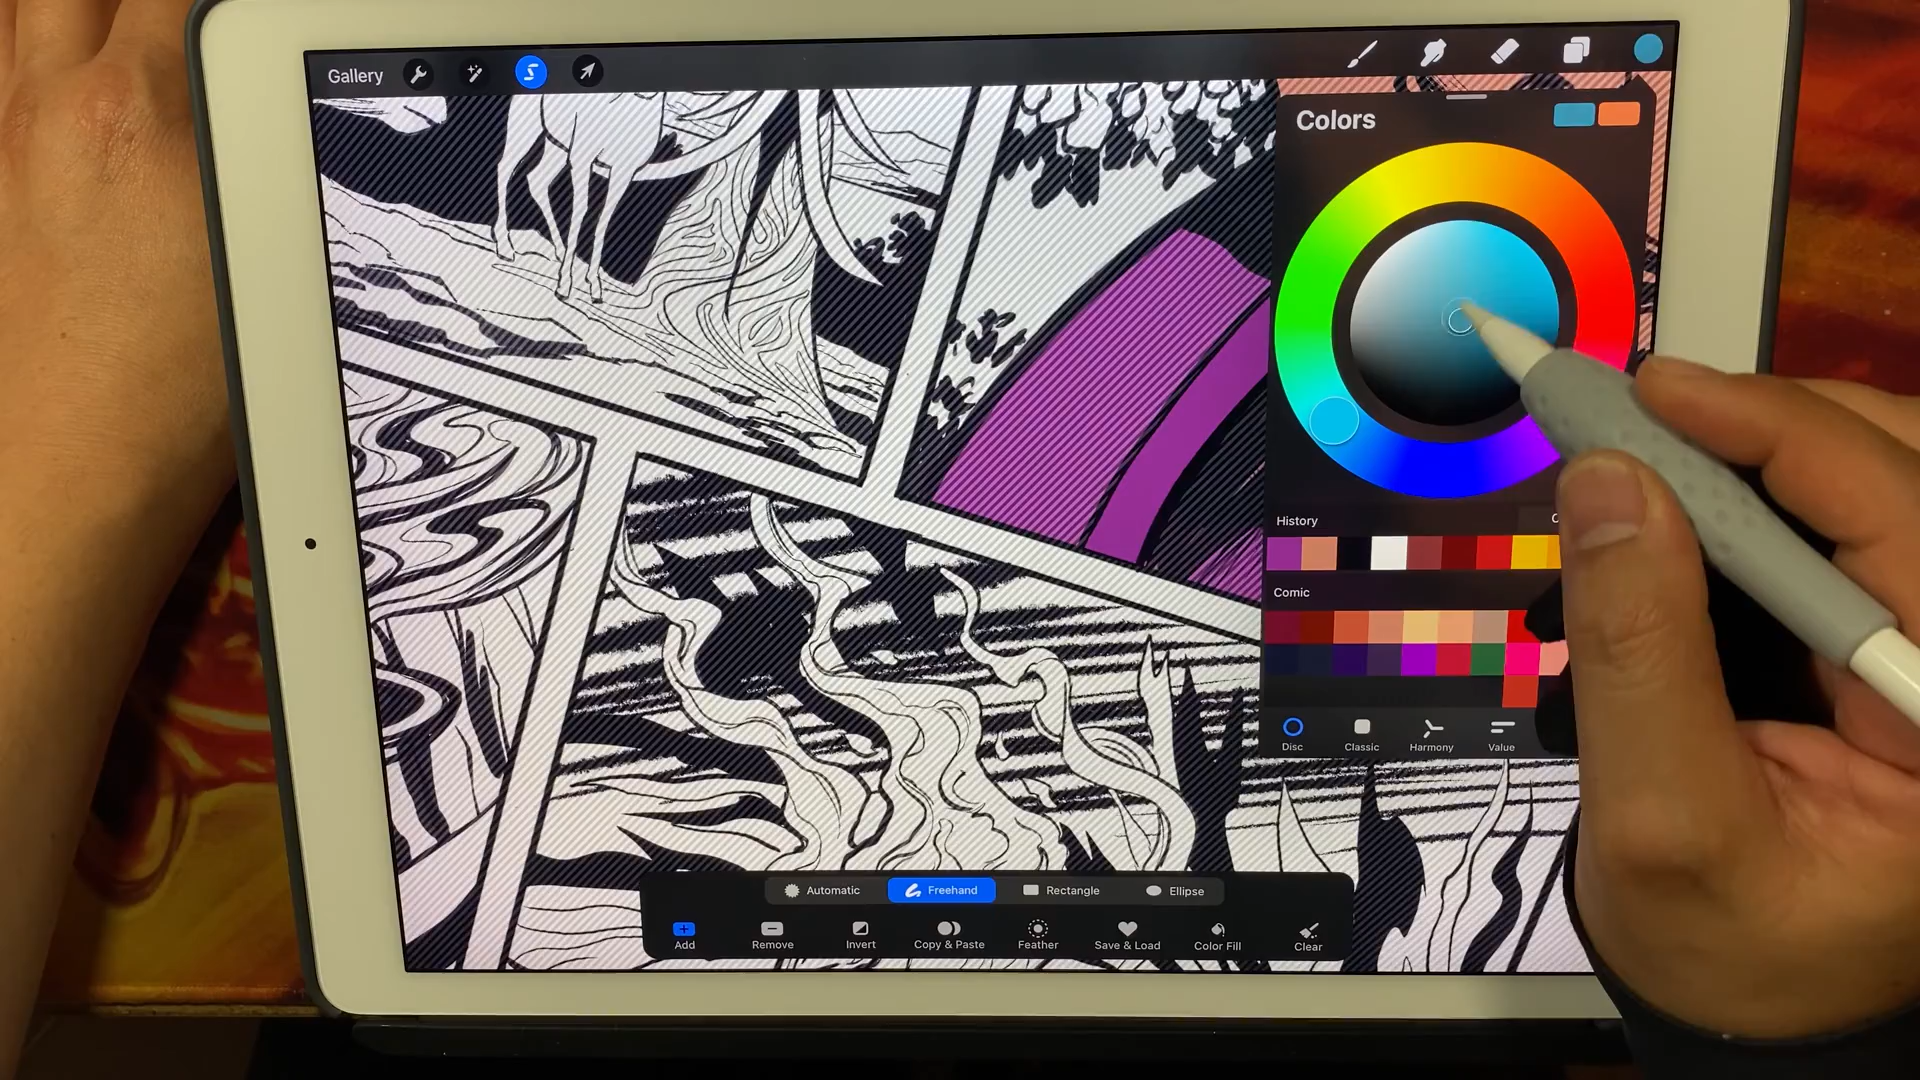 Gallery
Colors
History
C
Comic
Disc Classic Harmony Value
Automatic Freehand Rectangle Ellipse
Add Remove Invert Copy & Paste Feather Save & Load Color Fill Clear